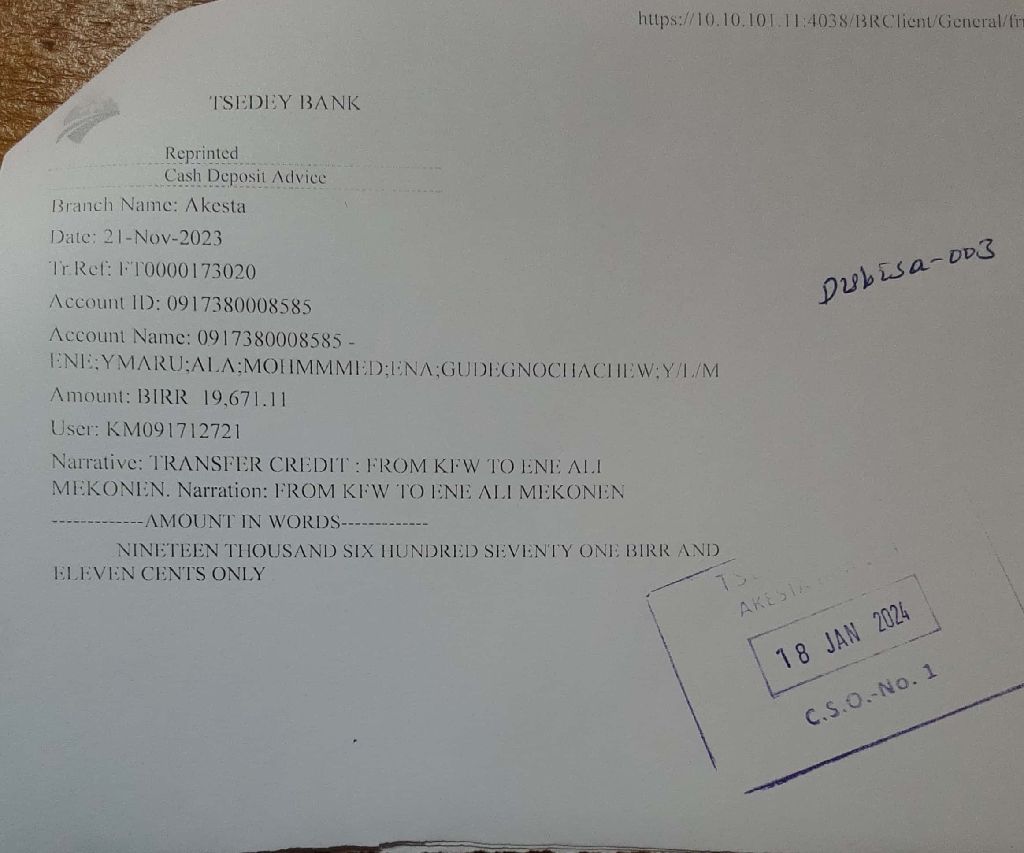 https://10.10.101.11:4038/BRClient/General/fr
TSEDEY BANK
Reprinted
Cash Deposit Advice
Branch Name: Akesta
Date: 21-Nov-2023
Tr.Ref: FT0000173020
Account ID: 0917380008585
Account Name: 0917380008585 -
ENE;YMARU;ALA;MOHMMMED;ENA;GUDEGNOCHACHEW;Y/L/M
Amount: BIRR 19,671.11
User: KM091712721
Narrative: TRANSFER CREDIT : FROM KFW TO ENE ALI
MEKONEN. Narration: FROM KFW TO ENE ALI MEKONEN
-------------AMOUNT IN WORDS-------------
NINETEEN THOUSAND SIX HUNDRED SEVENTY ONE BIRR AND
ELEVEN CENTS ONLY
Dubisa-003
AKESTA
18 JAN 2024
C.S.O.-No. 1